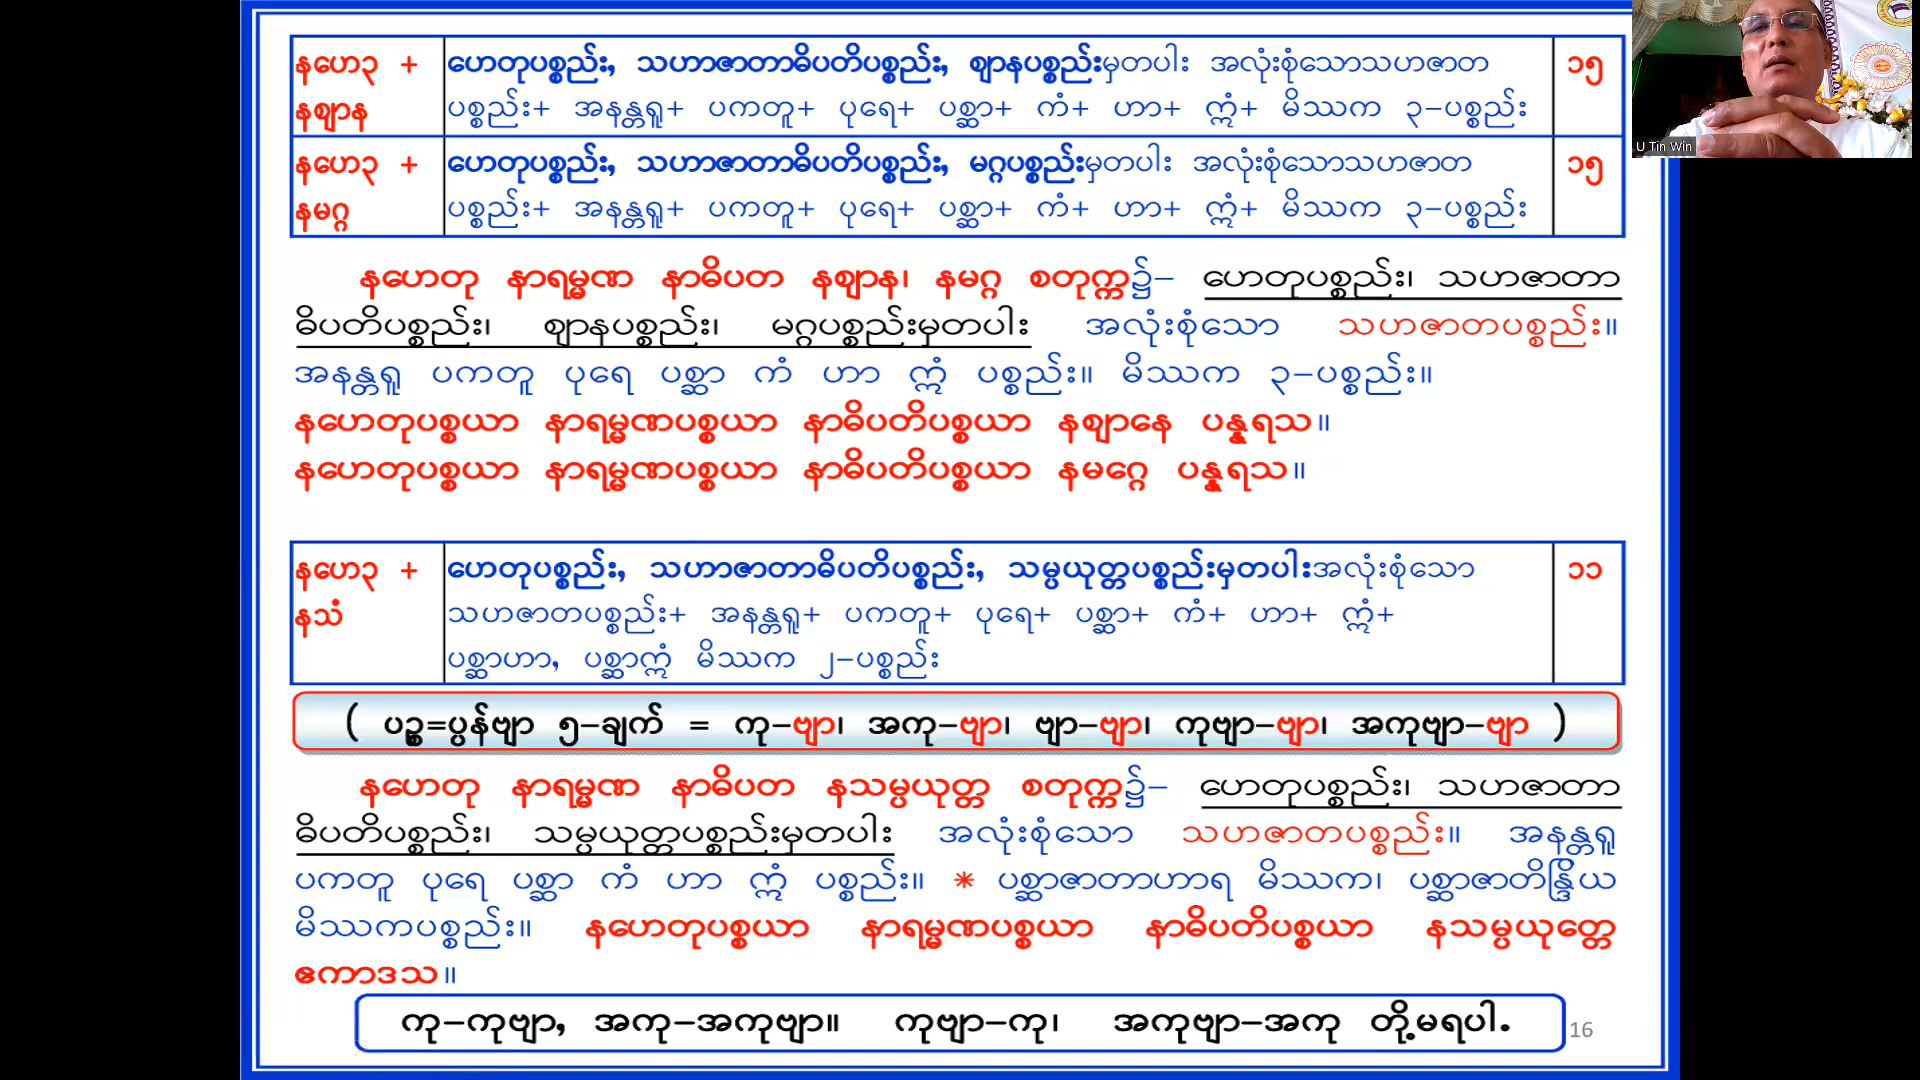 နဟေ၃ +
နဈာန
ဟေတုပစ္စည်း, သဟာဇာတာဓိပတိပစ္စည်း, ဈာနပစ္စည်းမှတပါး အလုံးစုံသောသဟဇာတ
ပစ္စည်း+ အနန္တရူ+ ပကတူ+ ပုရေ+ ပစ္ဆာ+ ကံ+ ဟာ+ ဣံ+ မိဿက ၃–ပစ္စည်း
၁၅
နဟေ၃ +
နမဂ္ဂ
ဟေတုပစ္စည်း, သဟာဇာတာဓိပတိပစ္စည်း, မဂ္ဂပစ္စည်းမှတပါး အလုံးစုံသောသဟဇာတ
ပစ္စည်း+ အနန္တရူ+ ပကတူ+ ပုရေ+ ပစ္ဆာ+ ကံ+ ဟာ+ ဣံ+ မိဿက ၃–ပစ္စည်း
၁၅
နဟေတု နာရမ္မဏ နာဓိပတ နဈာန၊ နမဂ္ဂ စတုက္က၌– ဟေတုပစ္စည်း၊ သဟဇာတာ
ဓိပတိပစ္စည်း၊ ဈာနပစ္စည်း၊ မဂ္ဂပစ္စည်းမှတပါး အလုံးစုံသော သဟဇာတပစ္စည်း။
အနန္တရူ ပကတူ ပုရေ ပစ္ဆာ ကံ ဟာ ဣံ ပစ္စည်း။ မိဿက ၃–ပစ္စည်း။
နဟေတုပစ္စယာ နာရမ္မဏပစ္စယာ နာဓိပတိပစ္စယာ နဈာနေ ပန္နရသ။
နဟေတုပစ္စယာ နာရမ္မဏပစ္စယာ နာဓိပတိပစ္စယာ နမဂ္ဂေ ပန္နရသ။
နဟေ၃ +
နသံ
ဟေတုပစ္စည်း, သဟာဇာတာဓိပတိပစ္စည်း, သမ္ပယုတ္တပစ္စည်းမှတပါးအလုံးစုံသော
သဟဇာတပစ္စည်း+ အနန္တရူ+ ပကတူ+ ပုရေ+ ပစ္ဆာ+ ကံ+ ဟာ+ ဣံ+
ပစ္ဆာဟာ, ပစ္ဆာဣံ မိဿက ၂–ပစ္စည်း
၁၁
( ပဉ္စ=ပွပန်ဗျာ ၅–ချက် = ကု–ဗျာ၊ အကု–ဗျာ၊ ဗျာ–ဗျာ၊ ကုဗျာ–ဗျာ၊ အကုဗျာ–ဗျာ )
နဟေတု နာရမ္မဏ နာဓိပတ နသမ္ပယုတ္တ စတုက္က၌– ဟေတုပစ္စည်း၊ သဟဇာတာ
ဓိပတိပစ္စည်း၊ သမ္ပယုတ္တပစ္စည်းမှတပါး အလုံးစုံသော သဟဇာတပစ္စည်း။ အနန္တရူ
ပကတူ ပုရေ ပစ္ဆာ ကံ ဟာ ဣံ ပစ္စည်း။ * ပစ္ဆာဇာတာဟာရ မိဿက၊ ပစ္ဆာဇာတိန္ဒြိယ
မိဿကပစ္စည်း။ နဟေတုပစ္စယာ နာရမ္မဏပစ္စယာ နာဓိပတိပစ္စယာ နသမ္ပယုတ္တေ
ဧကာဒသ။
ကု–ကုဗျာ, အကု–အကုဗျာ။ ကုဗျာ–ကု၊ အကုဗျာ–အကု တို့မရပါ.
16
U Tin Win